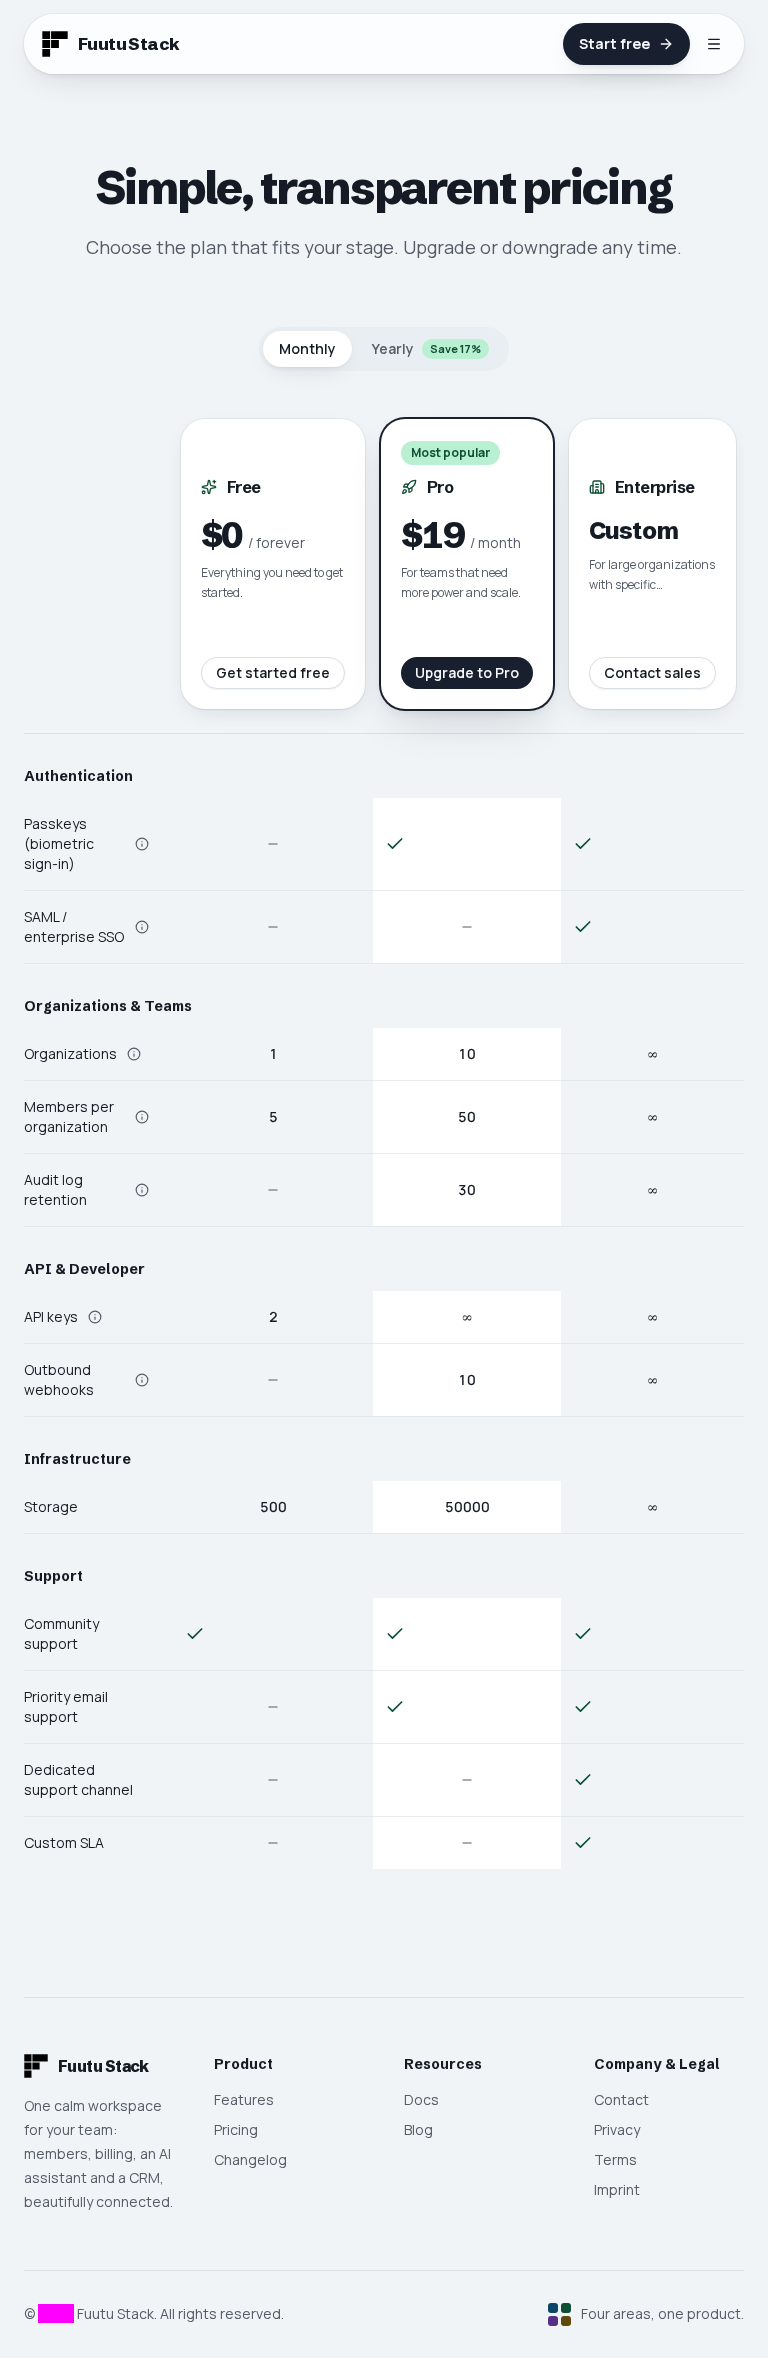 Fuutu Stack
Start free
Simple, transparent pricing
Choose the plan that fits your stage. Upgrade or downgrade any time.
Monthly Yearly Save 17%
Most popular
Free Pro Enterprise
$0 / forever $19 / month Custom
Everything you need to get started.
For teams that need more power and scale.
For large organizations with specific...
Get started free Upgrade to Pro Contact sales
Authentication
Passkeys
(biometric
sign-in)
– ✓ ✓
SAML /
enterprise SSO
– – ✓
Organizations & Teams
Organizations 1 10 ∞
Members per
organization
5 50 ∞
Audit log
retention
– 30 ∞
API & Developer
API keys 2 ∞ ∞
Outbound
webhooks
– 10 ∞
Infrastructure
Storage 500 50000 ∞
Support
Community
support
✓ ✓ ✓
Priority email
support
– ✓ ✓
Dedicated
support channel
– – ✓
Custom SLA – – ✓
Fuutu Stack
One calm workspace
for your team:
members, billing, an AI
assistant and a CRM,
beautifully connected.
Product
Features
Pricing
Changelog
Resources
Docs
Blog
Company & Legal
Contact
Privacy
Terms
Imprint
© Fuutu Stack. All rights reserved.
Four areas, one product.